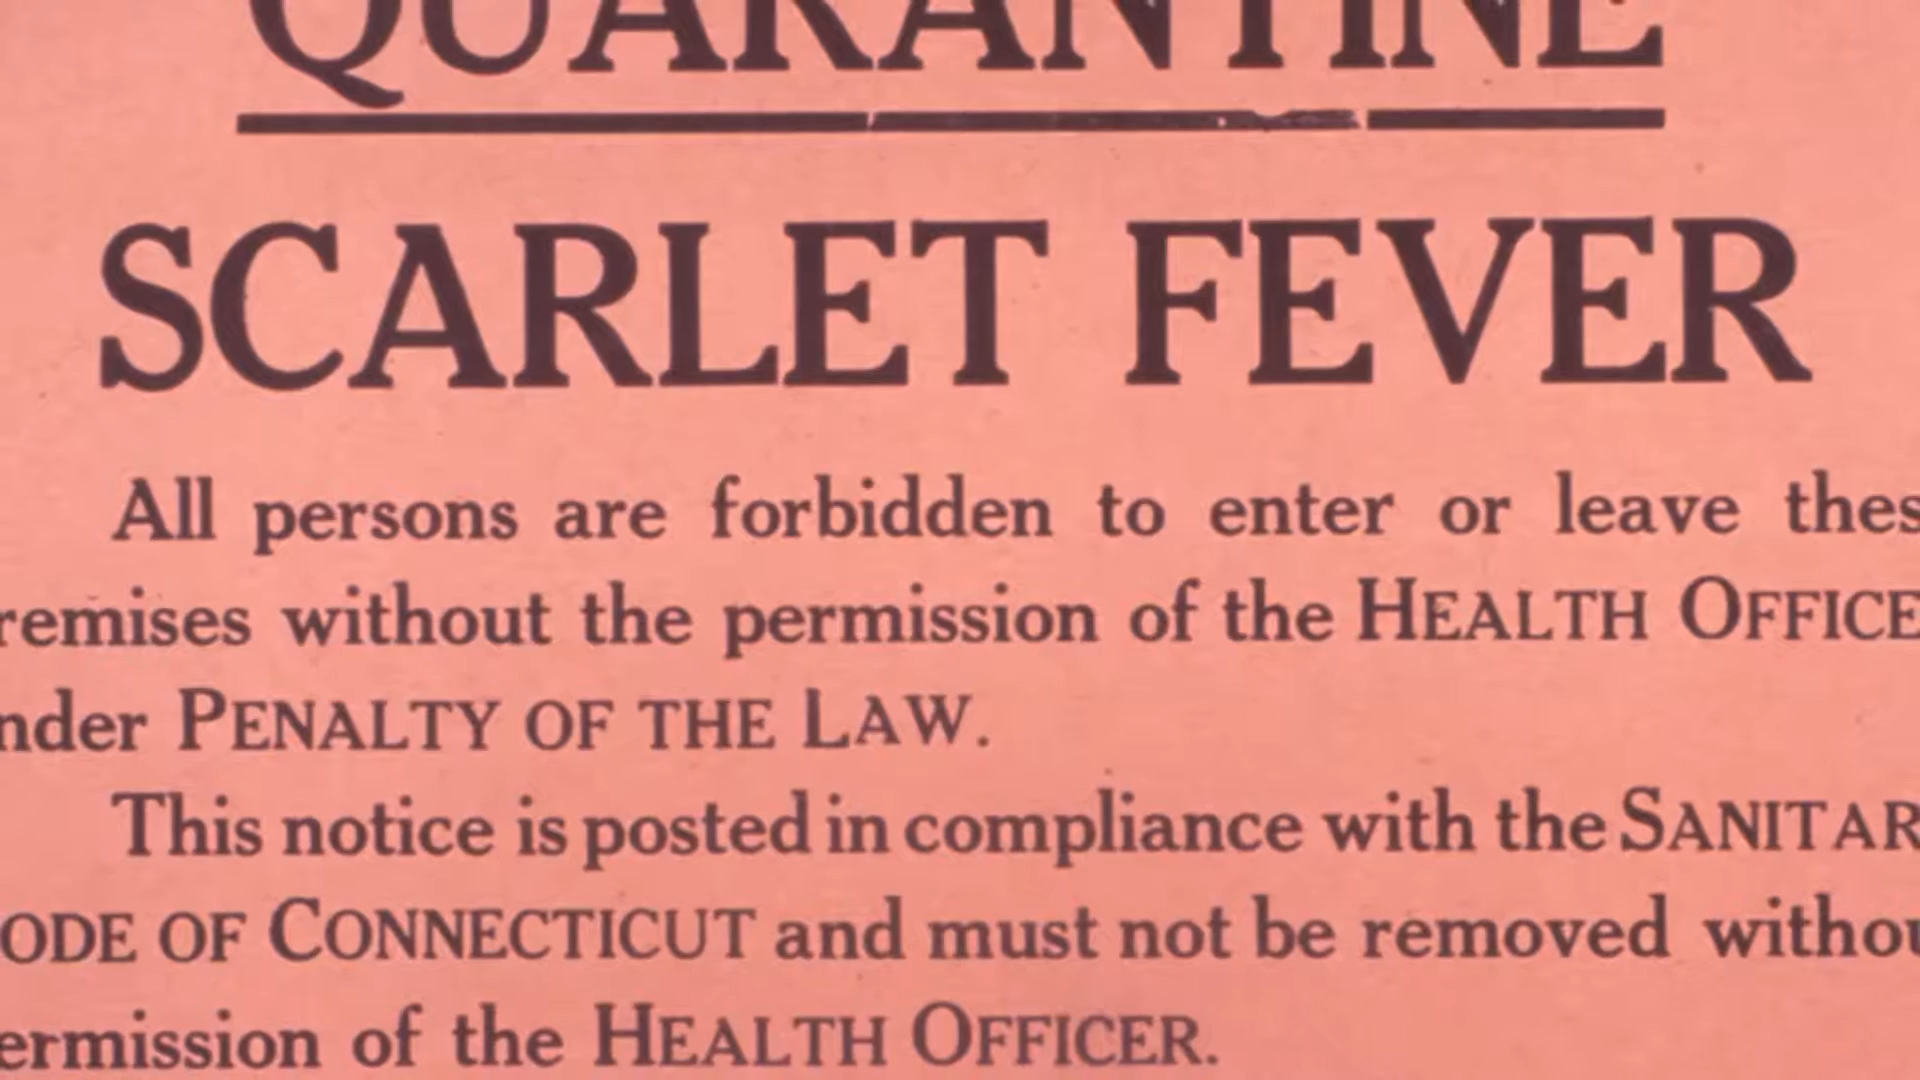 QUARANTINE
SCARLET FEVER
All persons are forbidden to enter or leave thes
remises without the permission of the HEALTH OFFICE
nder PENALTY OF THE LAW.
This notice is posted in compliance with the SANITAR
ODE OF CONNECTICUT and must not be removed withou
ermission of the HEALTH OFFICER.